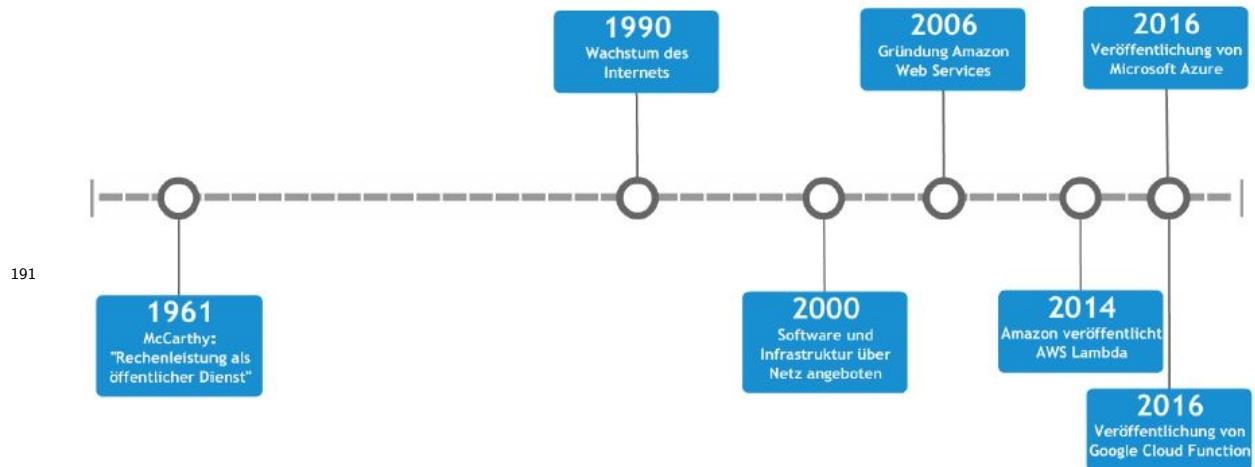 1990
Wachstum des
Internets
2006
Gründung Amazon
Web Services
2016
Veröffentlichung von
Microsoft Azure
191
1961
McCarthy:
"Rechenleistung als
öffentlicher Dienst"
2000
Software und
Infrastruktur über
Netz angeboten
2014
Amazon veröffentlicht
AWS Lambda
2016
Veröffentlichung von
Google Cloud Function